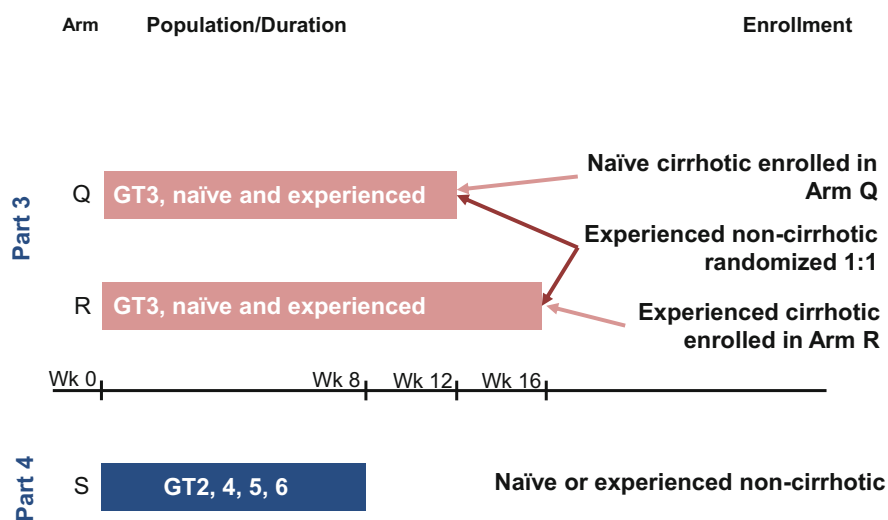 Arm Population/Duration Enrollment
Part 3
Q GT3, naïve and experienced
Naïve cirrhotic enrolled in
Arm Q
Experienced non-cirrhotic
randomized 1:1
R GT3, naïve and experienced
Experienced cirrhotic
enrolled in Arm R
Wk 0 Wk 8 Wk 12 Wk 16
Part 4
S GT2, 4, 5, 6 Naïve or experienced non-cirrhotic